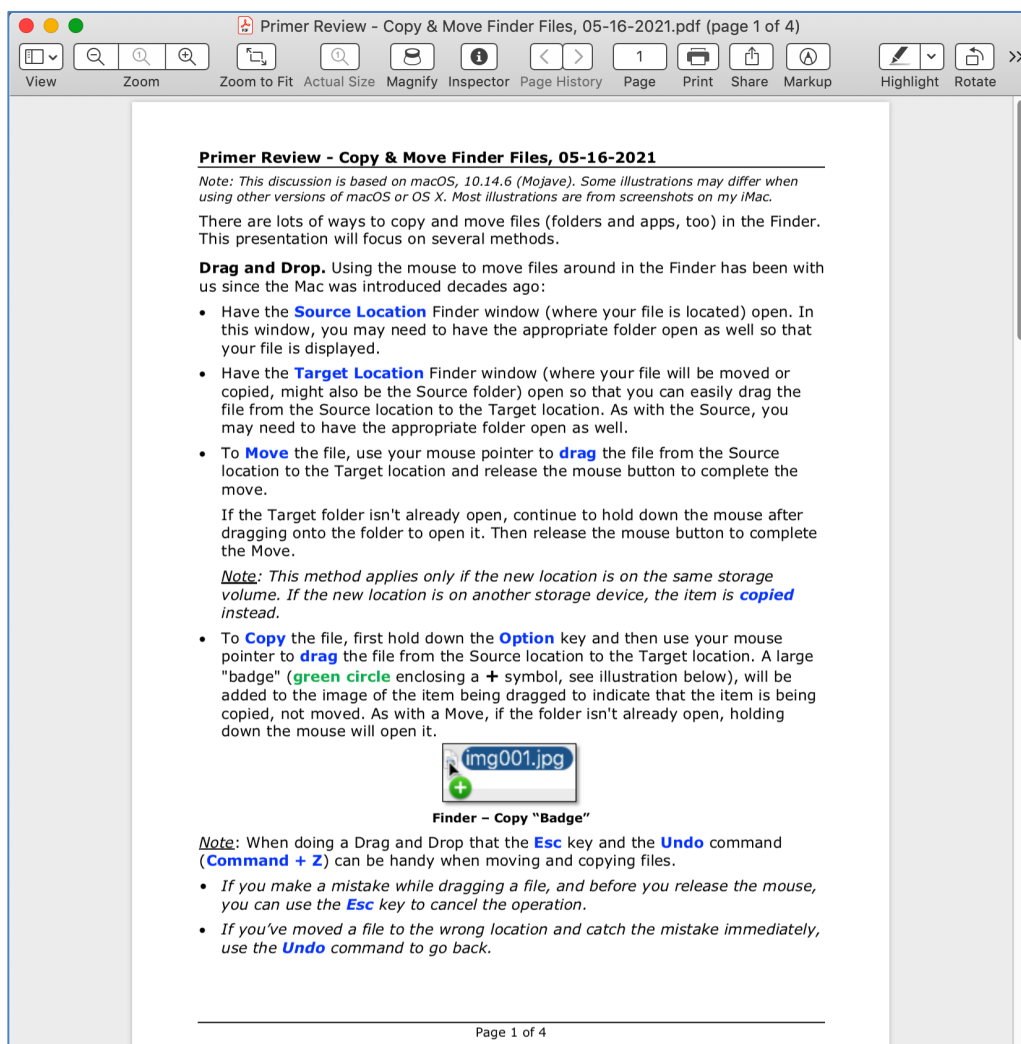 Primer Review - Copy & Move Finder Files, 05-16-2021.pdf (page 1 of 4)
1
View Zoom Zoom to Fit Actual Size Magnify Inspector Page History Page Print Share Markup Highlight Rotate
Primer Review - Copy & Move Finder Files, 05-16-2021
Note: This discussion is based on macOS, 10.14.6 (Mojave). Some illustrations may differ when
using other versions of macOS or OS X. Most illustrations are from screenshots on my iMac.
There are lots of ways to copy and move files (folders and apps, too) in the Finder.
This presentation will focus on several methods.
Drag and Drop. Using the mouse to move files around in the Finder has been with
us since the Mac was introduced decades ago:
• Have the Source Location Finder window (where your file is located) open. In
this window, you may need to have the appropriate folder open as well so that
your file is displayed.
• Have the Target Location Finder window (where your file will be moved or
copied, might also be the Source folder) open so that you can easily drag the
file from the Source location to the Target location. As with the Source, you
may need to have the appropriate folder open as well.
• To Move the file, use your mouse pointer to drag the file from the Source
location to the Target location and release the mouse button to complete the
move.
If the Target folder isn't already open, continue to hold down the mouse after
dragging onto the folder to open it. Then release the mouse button to complete
the Move.
Note: This method applies only if the new location is on the same storage
volume. If the new location is on another storage device, the item is copied
instead.
• To Copy the file, first hold down the Option key and then use your mouse
pointer to drag the file from the Source location to the Target location. A large
"badge" (green circle enclosing a + symbol, see illustration below), will be
added to the image of the item being dragged to indicate that the item is being
copied, not moved. As with a Move, if the folder isn't already open, holding
down the mouse will open it.
img001.jpg
Finder – Copy “Badge”
Note: When doing a Drag and Drop that the Esc key and the Undo command
(Command + Z) can be handy when moving and copying files.
• If you make a mistake while dragging a file, and before you release the mouse,
you can use the Esc key to cancel the operation.
• If you’ve moved a file to the wrong location and catch the mistake immediately,
use the Undo command to go back.
Page 1 of 4